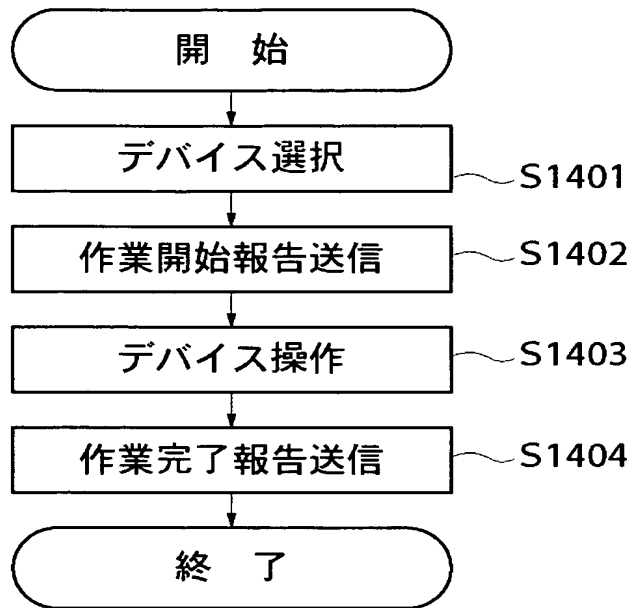 開　始
デバイス選択
S1401
作業開始報告送信
S1402
デバイス操作
S1403
作業完了報告送信
S1404
終　了